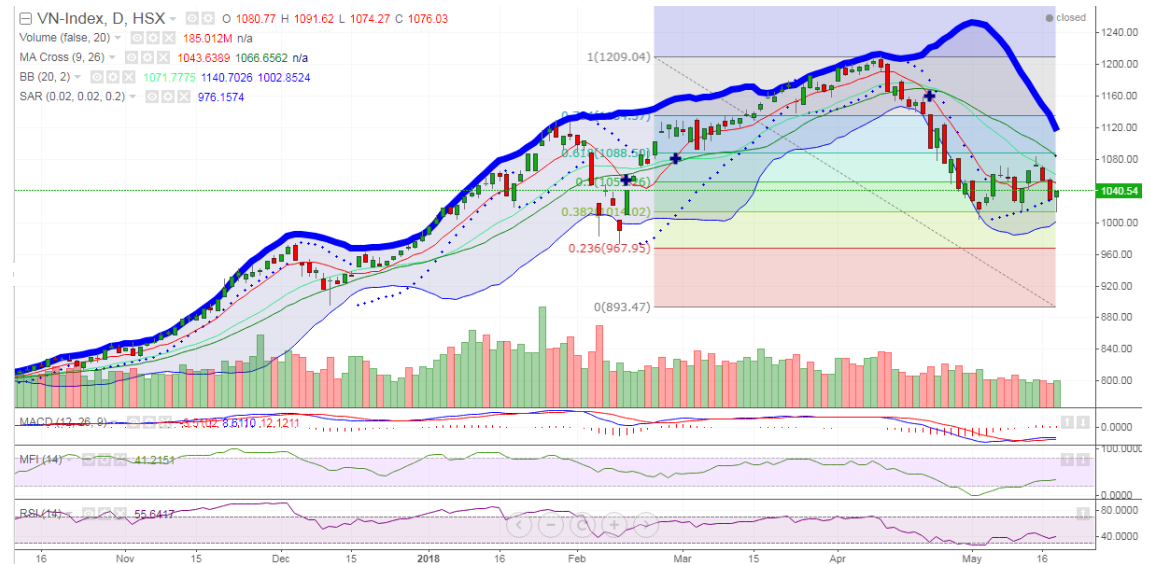 VN-Index, D, HSX O 1080.77 H 1091.62 L 1074.27 C 1076.03
closed
Volume (false, 20) 185.012M n/a
MA Cross (9, 26) 1043.6389 1066.6562 n/a
BB (20, 2) 1071.7775 1140.7026 1002.8524
SAR (0.02, 0.02, 0.2) 976.1574
1240.00
1(1209.04)
1200.00
1160.00
1120.00
0.618(1088.50)
1080.00
1040.54
0.382(1014.02)
1000.00
0.236(967.95)
960.00
920.00
0(893.47)
880.00
840.00
800.00
MACD (12, 26, 9) 8.6110 12.1211
0.0000
100.0000
MFI (14) 41.2151
0.0000
RSI (14) 55.6417
80.0000
40.0000
16 Nov 15 Dec 15 2018 16 Feb Mar 15 Apr May 16